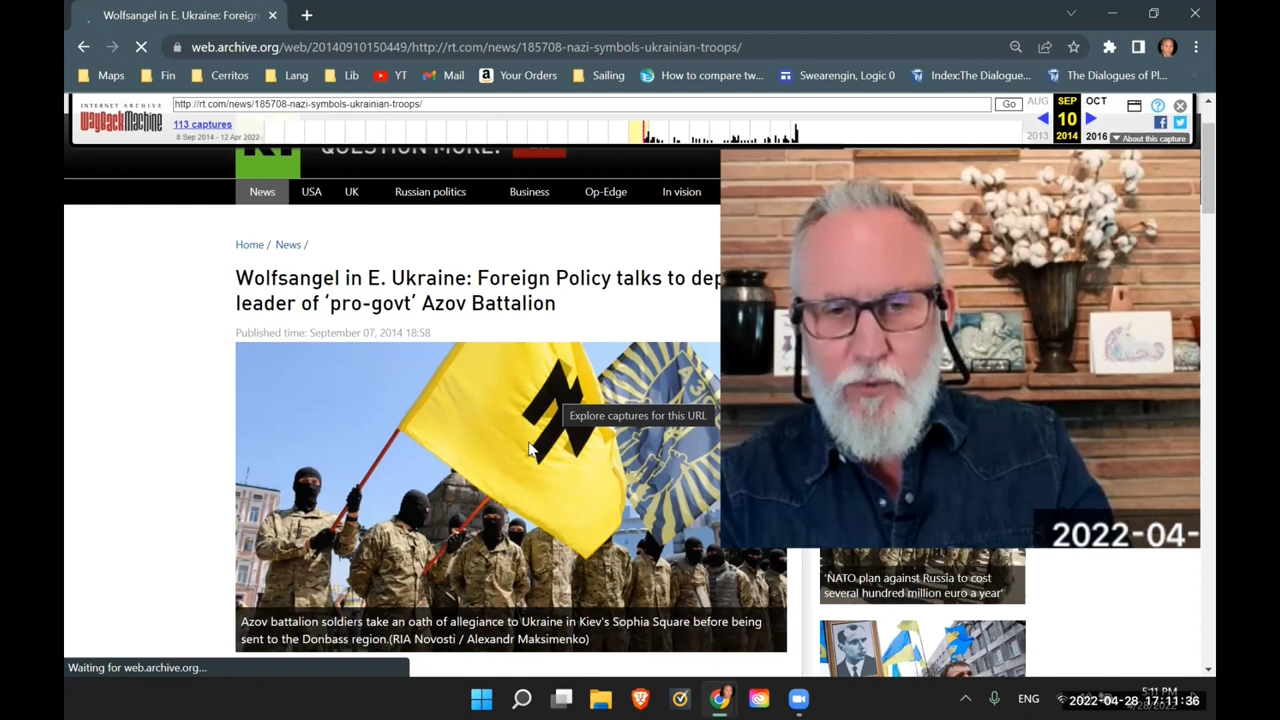 Wolfsangel in E. Ukraine: Foreign
web.archive.org/web/20140910150449/http://rt.com/news/185708-nazi-symbols-ukrainian-troops/
Maps Fin Cerritos Lang Lib YT Mail Your Orders Sailing How to compare tw... Swearengin, Logic 0 Index:The Dialogue... The Dialogues of Pl...
INTERNET ARCHIVE
WayBackMachine
http://rt.com/news/185708-nazi-symbols-ukrainian-troops/
Go
AUG SEP OCT
113 captures
10
8 Sep 2014 - 12 Apr 2022
2013 2014 2016
About this capture
QUESTION MORE.
News USA UK Russian politics Business Op-Edge In vision
Home / News /
Wolfsangel in E. Ukraine: Foreign Policy talks to dep
leader of ‘pro-govt’ Azov Battalion
Published time: September 07, 2014 18:58
Explore captures for this URL
2022-04-
‘NATO plan against Russia to cost
several hundred million euro a year’
Azov battalion soldiers take an oath of allegiance to Ukraine in Kiev's Sophia Square before being
sent to the Donbass region.(RIA Novosti / Alexandr Maksimenko)
Waiting for web.archive.org...
ENG
5:11 PM
2022-04-28 17:11:36